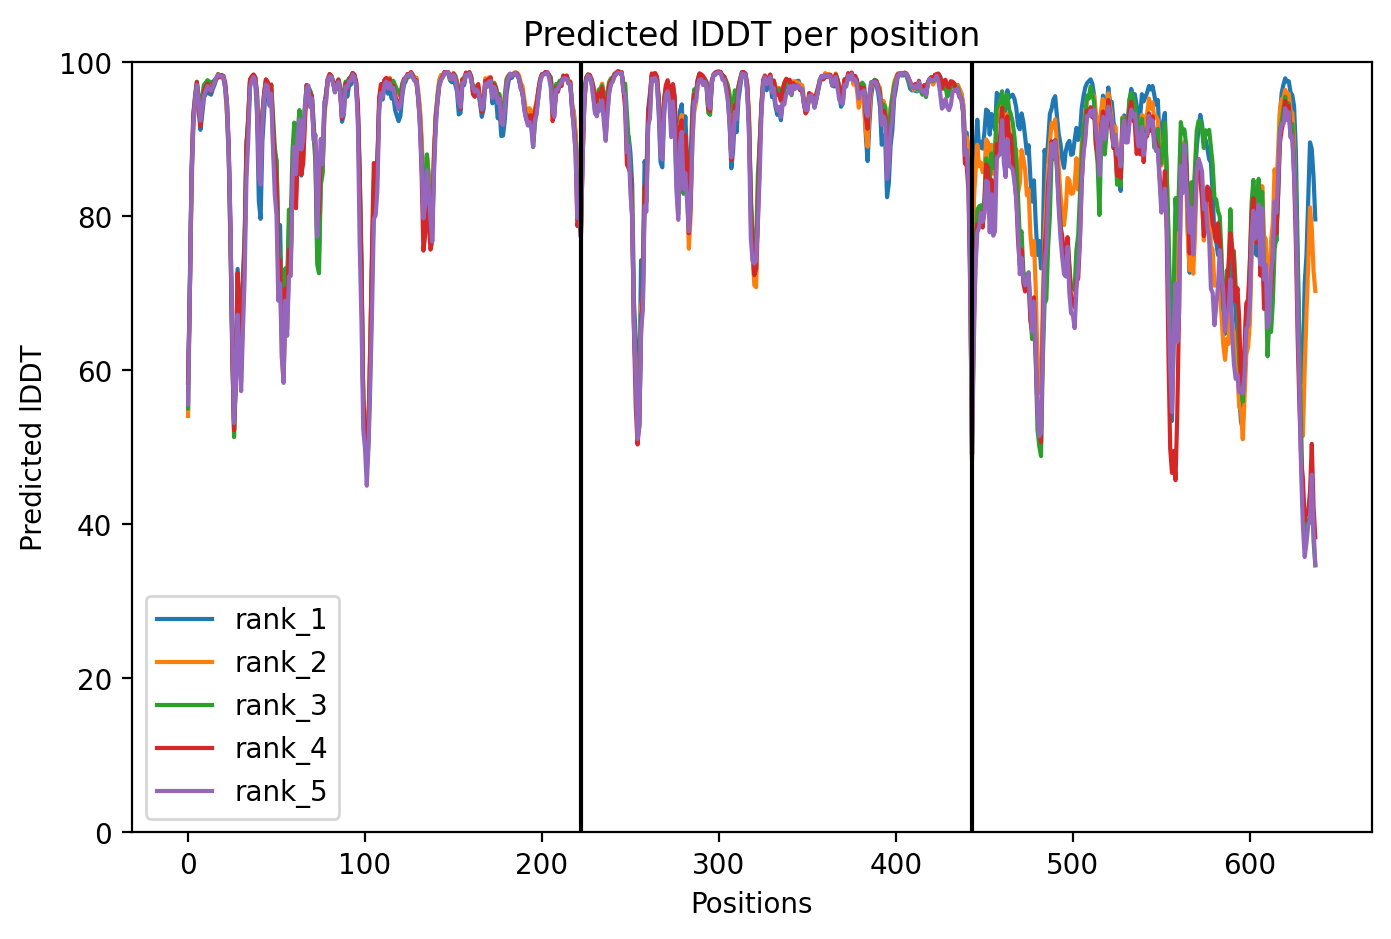 Predicted lDDT per position
100
80
60
40
20
0
Predicted lDDT
rank_1
rank_2
rank_3
rank_4
rank_5
0 100 200 300 400 500 600
Positions